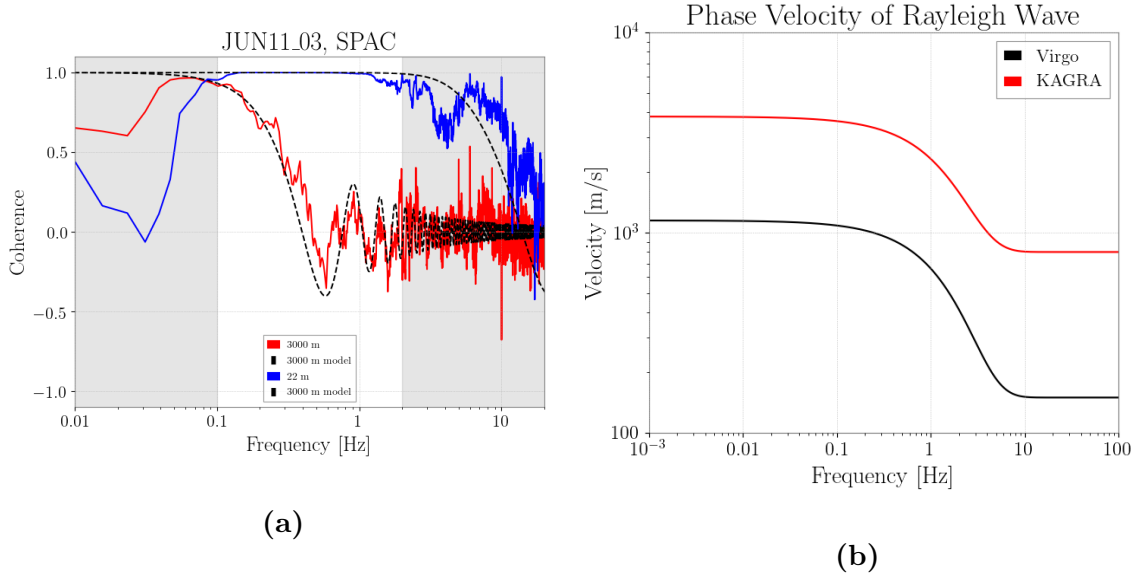 JUN11_03, SPAC
1.0
0.5
0.0
−0.5
−1.0
Coherence
3000 m
3000 m model
22 m
3000 m model
0.01
0.1
1
10
Frequency [Hz]
(a)
Phase Velocity of Rayleigh Wave
Virgo
KAGRA
10^4
10^3
100
Velocity [m/s]
10^−3
0.01
0.1
1
10
100
Frequency [Hz]
(b)